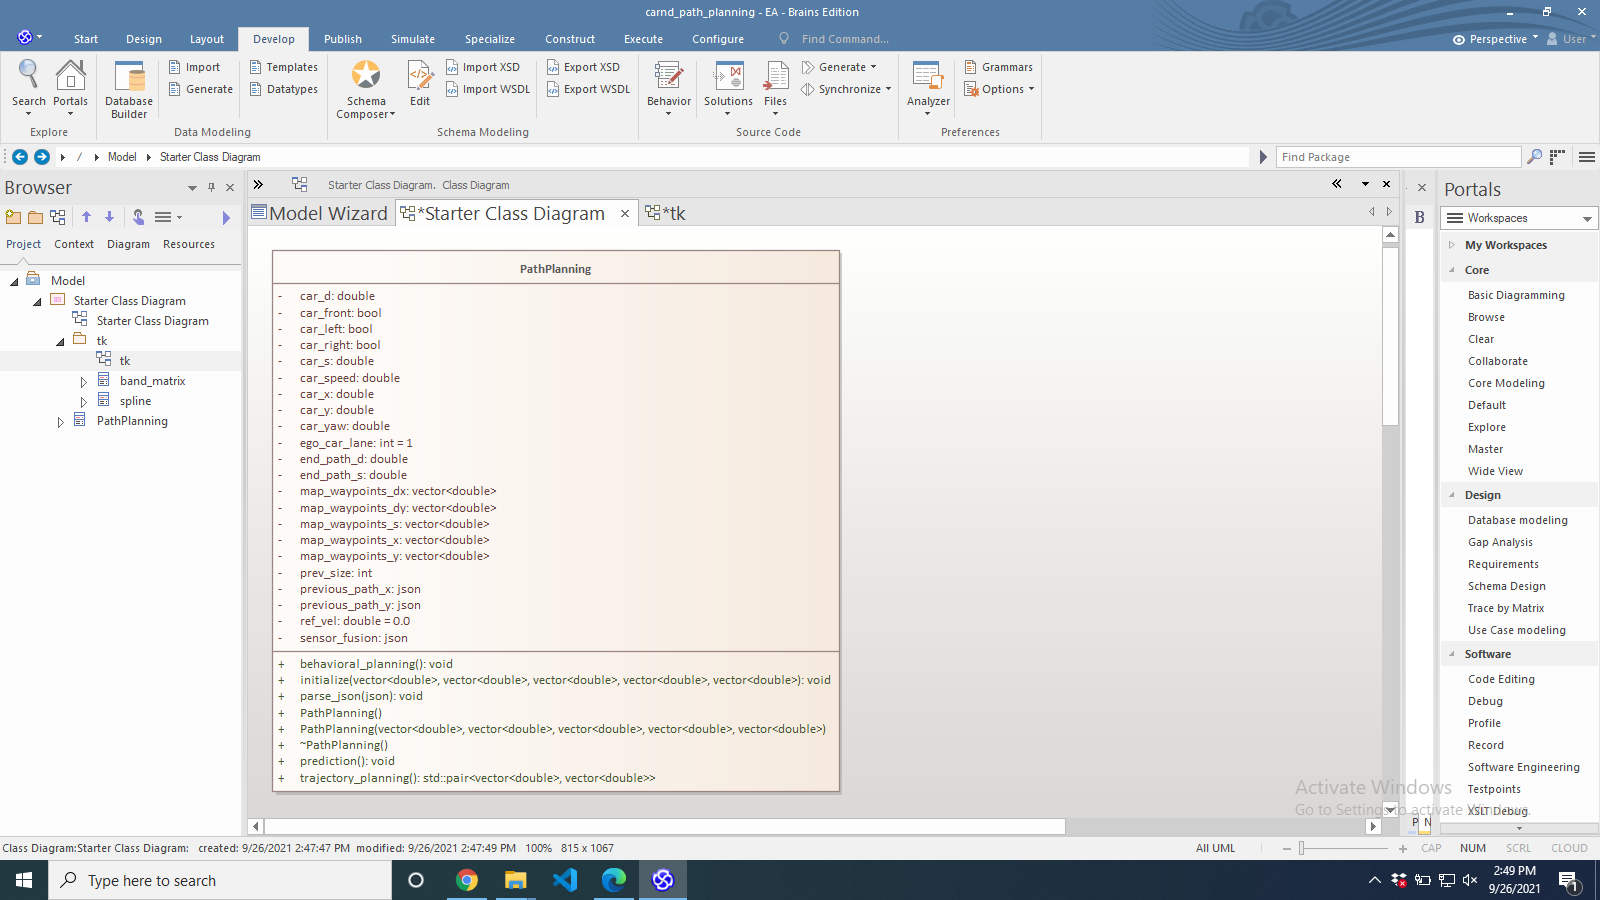 carnd_path_planning - EA - Brains Edition
Start Design Layout Develop Publish Simulate Specialize Construct Execute Configure Find Command... Perspective User
Search Portals
Explore
Database Builder
Import
Generate
Templates
Datatypes
Data Modeling
Schema Composer
Edit
Import XSD
Import WSDL
Export XSD
Export WSDL
Schema Modeling
Behavior
Solutions
Files
Generate
Synchronize
Source Code
Analyzer
Grammars
Options
Preferences
/ Model Starter Class Diagram
Find Package
Browser
Project Context Diagram Resources
Model
Starter Class Diagram
Starter Class Diagram
tk
tk
band_matrix
spline
PathPlanning
Starter Class Diagram. Class Diagram
Model Wizard *Starter Class Diagram *tk
PathPlanning
- car_d: double
- car_front: bool
- car_left: bool
- car_right: bool
- car_s: double
- car_speed: double
- car_x: double
- car_y: double
- car_yaw: double
- ego_car_lane: int = 1
- end_path_d: double
- end_path_s: double
- map_waypoints_dx: vector<double>
- map_waypoints_dy: vector<double>
- map_waypoints_s: vector<double>
- map_waypoints_x: vector<double>
- map_waypoints_y: vector<double>
- prev_size: int
- previous_path_x: json
- previous_path_y: json
- ref_vel: double = 0.0
- sensor_fusion: json
+ behavioral_planning(): void
+ initialize(vector<double>, vector<double>, vector<double>, vector<double>, vector<double>): void
+ parse_json(json): void
+ PathPlanning()
+ PathPlanning(vector<double>, vector<double>, vector<double>, vector<double>, vector<double>)
+ ~PathPlanning()
+ prediction(): void
+ trajectory_planning(): std::pair<vector<double>, vector<double>>
B
P N
Portals
Workspaces
My Workspaces
Core
Basic Diagramming
Browse
Clear
Collaborate
Core Modeling
Default
Explore
Master
Wide View
Design
Database modeling
Gap Analysis
Requirements
Schema Design
Trace by Matrix
Use Case modeling
Software
Code Editing
Debug
Profile
Record
Software Engineering
Testpoints
XSLT Debug
Activate Windows
Go to Settings to activate Windows.
Class Diagram:Starter Class Diagram: created: 9/26/2021 2:47:47 PM modified: 9/26/2021 2:47:49 PM 100% 815 x 1067 All UML CAP NUM SCRL CLOUD
Type here to search
2:49 PM
9/26/2021
1